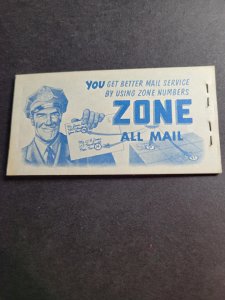 YOU GET BETTER MAIL SERVICE
BY USING ZONE NUMBERS
ZONE
ALL MAIL